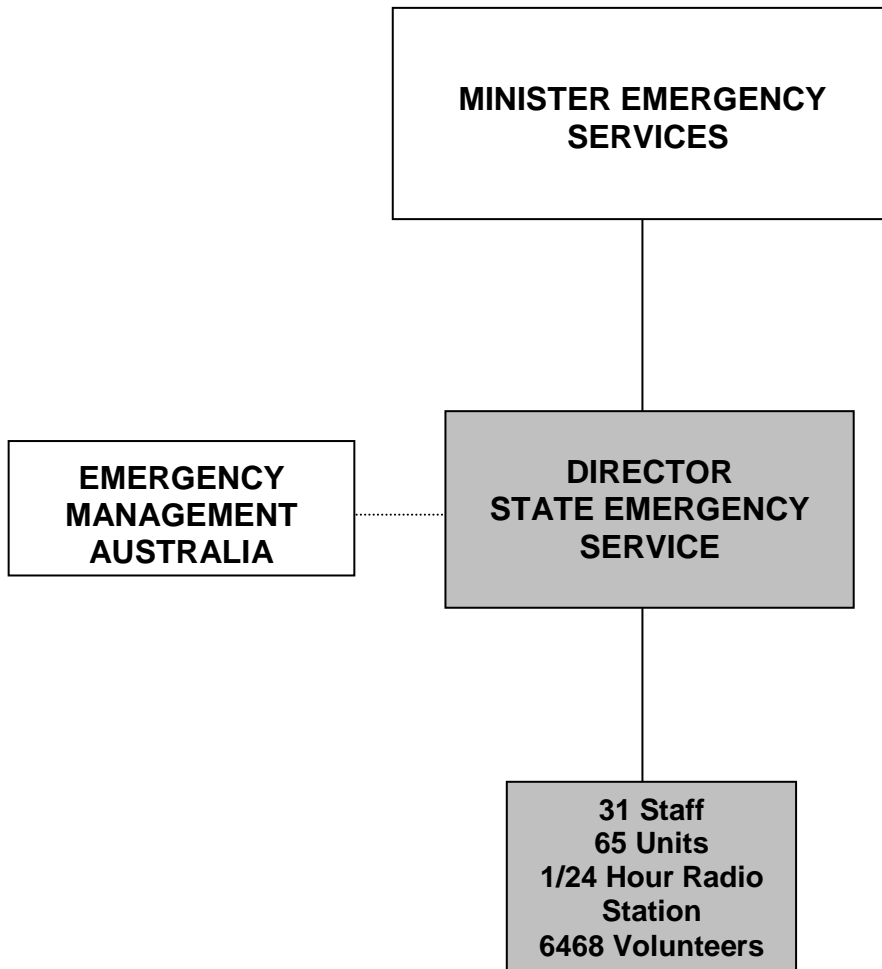 MINISTER EMERGENCY
SERVICES
EMERGENCY
MANAGEMENT
AUSTRALIA
DIRECTOR
STATE EMERGENCY
SERVICE
31 Staff
65 Units
1/24 Hour Radio
Station
6468 Volunteers